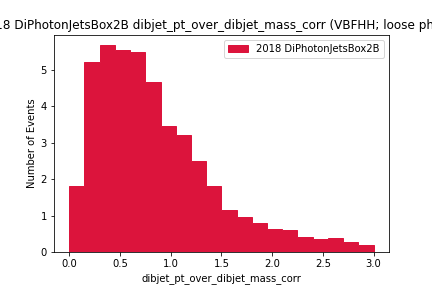 18 DiPhotonJetsBox2B dibjet_pt_over_dibjet_mass_corr (VBFHH; loose ph
2018 DiPhotonJetsBox2B
Number of Events
5
4
3
2
1
0
0.0 0.5 1.0 1.5 2.0 2.5 3.0
dibjet_pt_over_dibjet_mass_corr